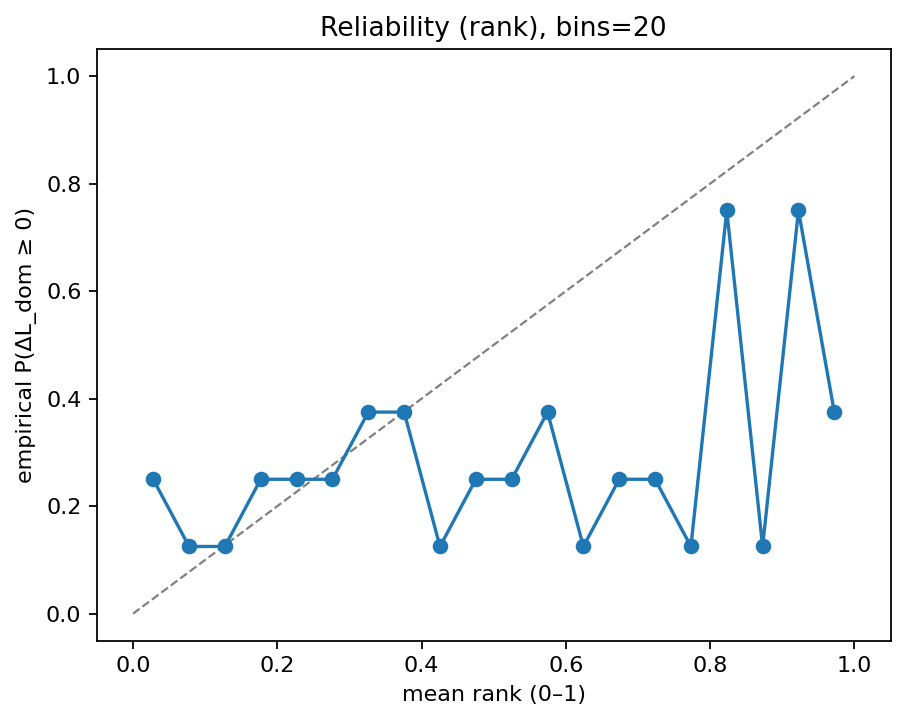 Reliability (rank), bins=20
empirical P(ΔL_dom ≥ 0)
1.0
0.8
0.6
0.4
0.2
0.0
0.0 0.2 0.4 0.6 0.8 1.0
mean rank (0–1)